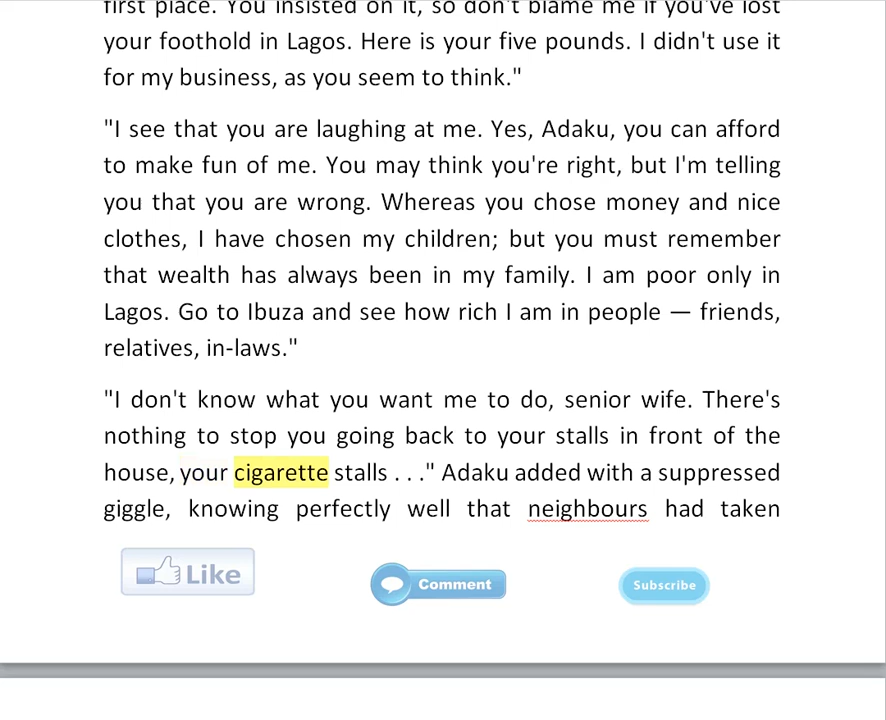 first place. You insisted on it, so don't blame me if you've lost
your foothold in Lagos. Here is your five pounds. I didn't use it
for my business, as you seem to think."
"I see that you are laughing at me. Yes, Adaku, you can afford
to make fun of me. You may think you're right, but I'm telling
you that you are wrong. Whereas you chose money and nice
clothes, I have chosen my children; but you must remember
that wealth has always been in my family. I am poor only in
Lagos. Go to Ibuza and see how rich I am in people — friends,
relatives, in-laws."
"I don't know what you want me to do, senior wife. There's
nothing to stop you going back to your stalls in front of the
house, your cigarette stalls . . ." Adaku added with a suppressed
giggle, knowing perfectly well that neighbours had taken
Like
Comment
Subscribe